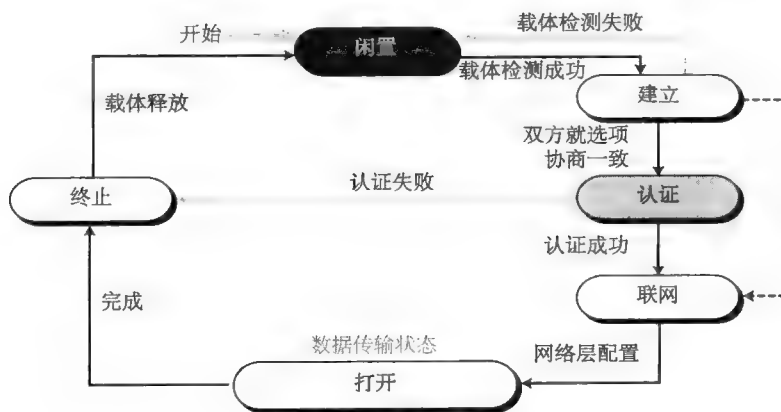 开始
闲置
载体检测失败
载体检测成功
建立
载体释放
双方就选项
协商一致
终止
认证失败
认证
认证成功
完成
联网
数据传输状态
网络层配置
打开